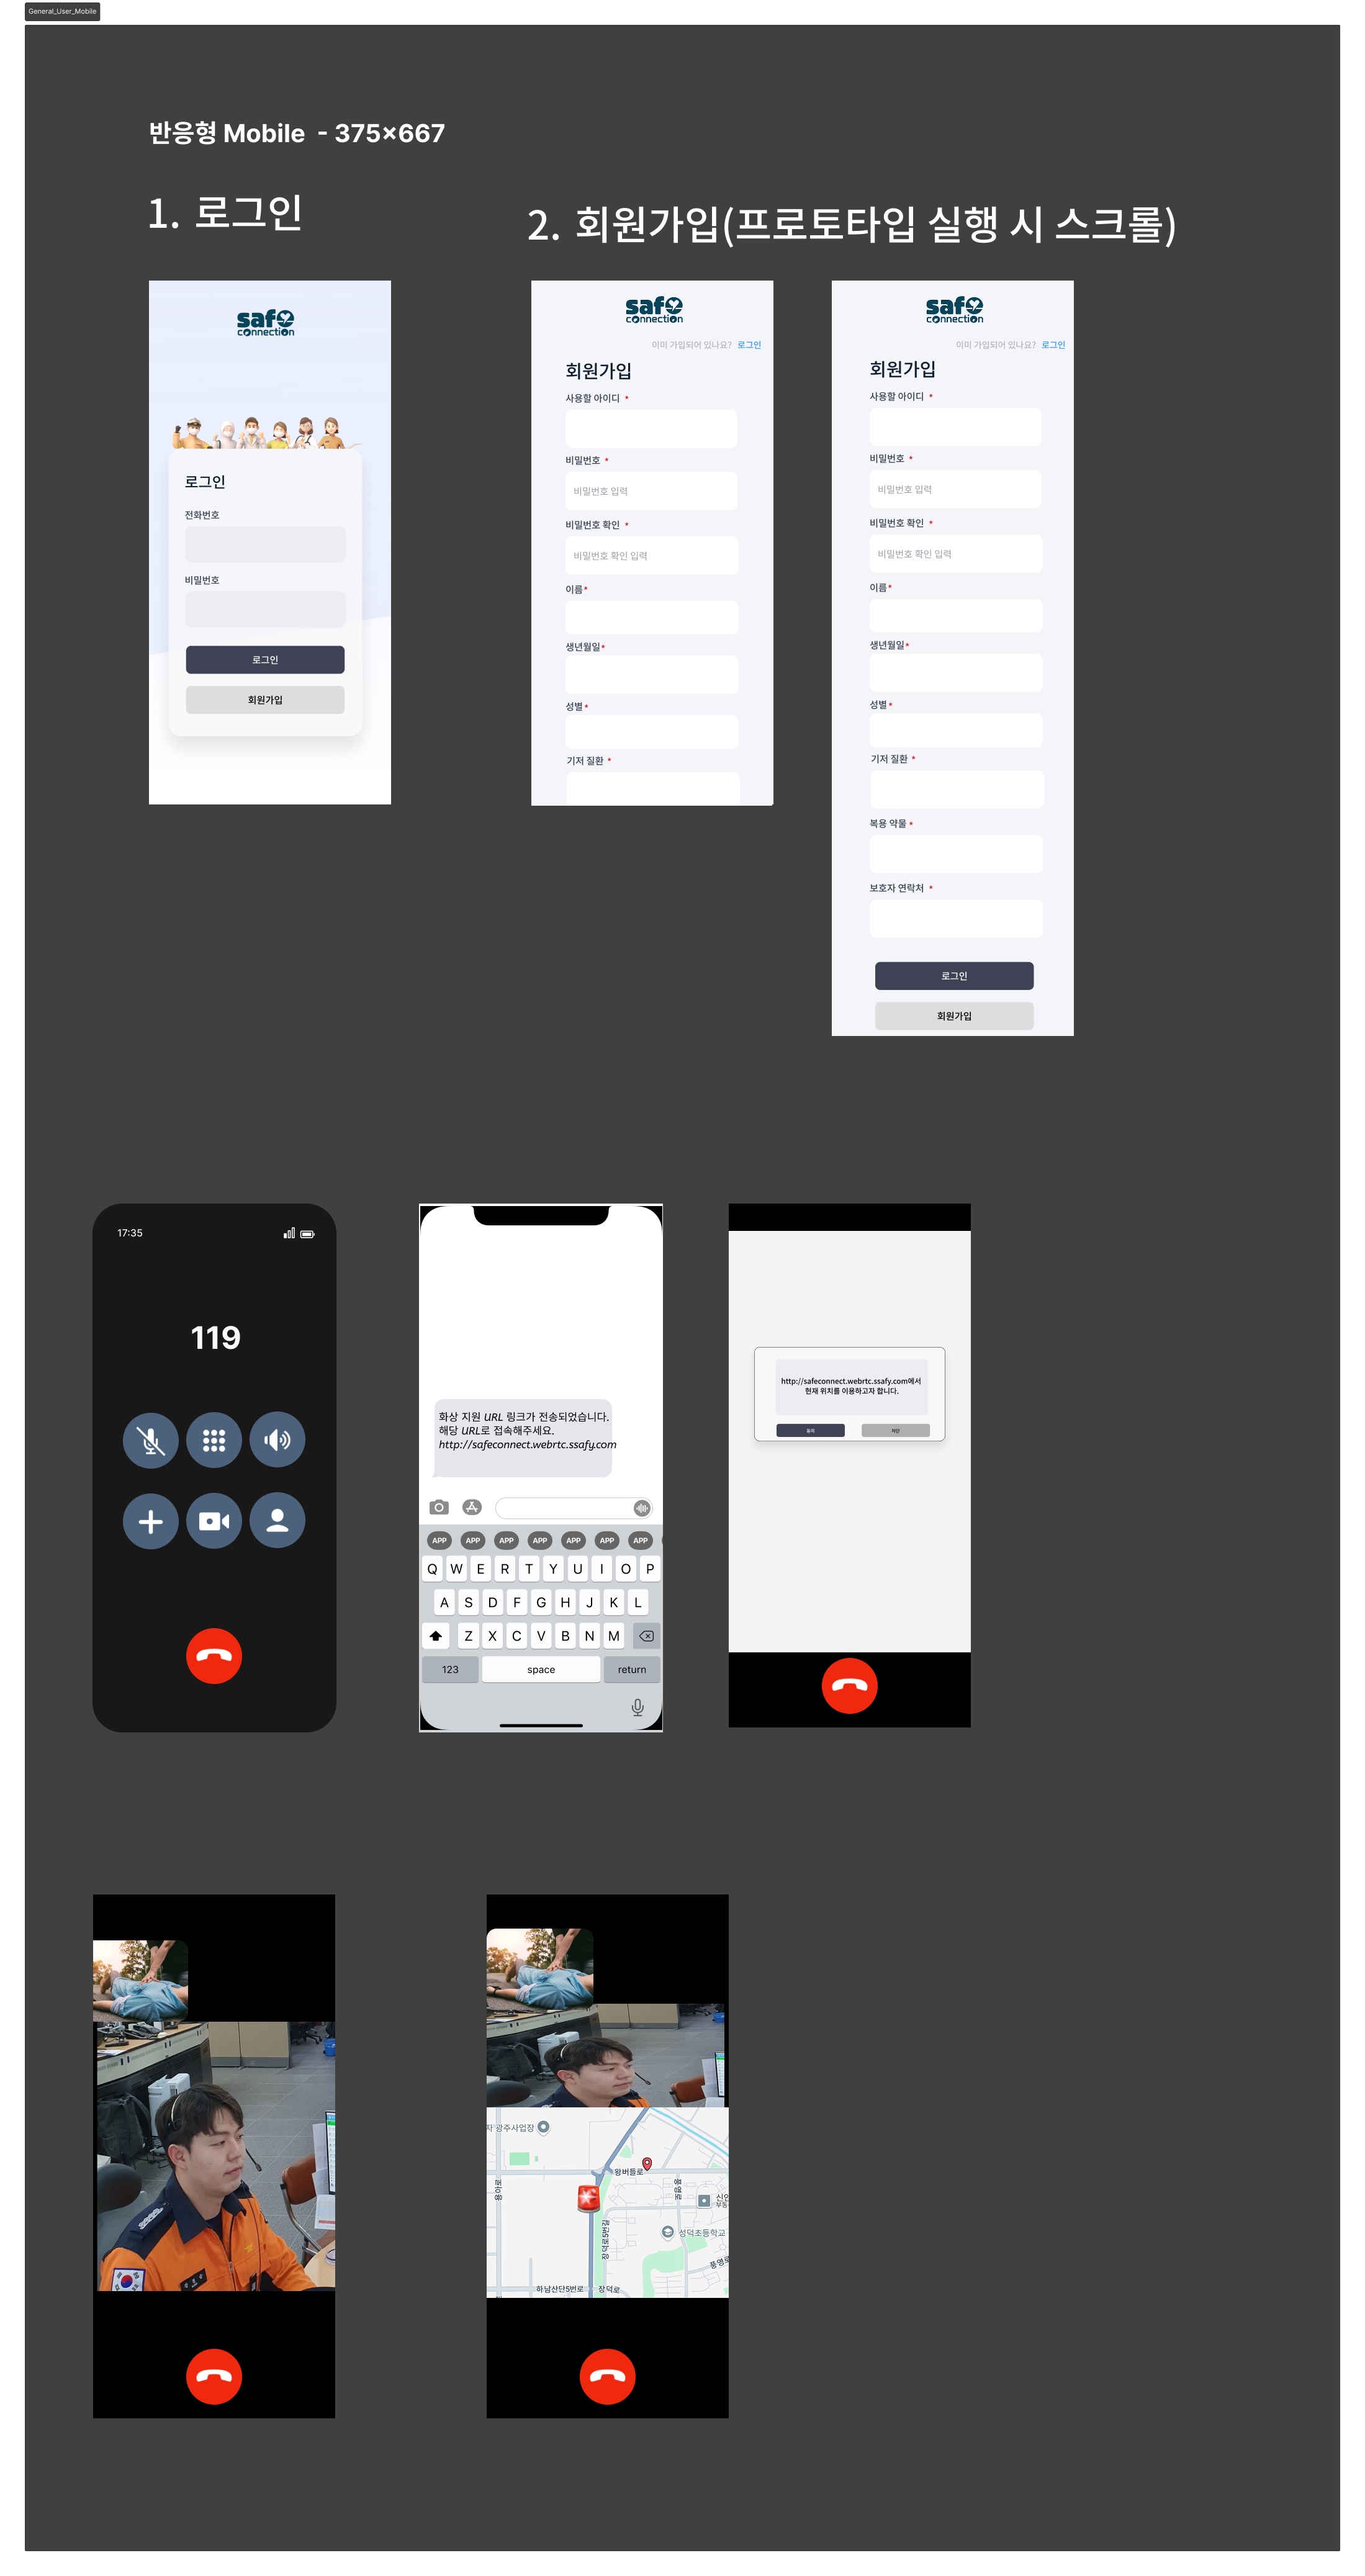 General_User_Mobile
반응형 Mobile - 375×667
1. 로그인
2. 회원가입(프로토타입 실행 시 스크롤)
safe
connection
로그인
전화번호
비밀번호
로그인
회원가입
safe
connection
이미 가입되어 있나요? 로그인
회원가입
사용할 아이디 *
비밀번호 *
비밀번호 입력
비밀번호 확인 *
비밀번호 확인 입력
이름*
생년월일*
성별*
기저 질환 *
safe
connection
이미 가입되어 있나요? 로그인
회원가입
사용할 아이디 *
비밀번호 *
비밀번호 입력
비밀번호 확인 *
비밀번호 확인 입력
이름*
생년월일*
성별*
기저 질환 *
복용 약물 *
보호자 연락처 *
로그인
회원가입
17:35
119
화상 지원 URL 링크가 전송되었습니다.
해당 URL로 접속해주세요.
http://safeconnect.webrtc.ssafy.com
APP APP APP APP APP APP APP
Q W E R T Y U I O P
A S D F G H J K L
Z X C V B N M
123 space return
http://safeconnect.webrtc.ssafy.com에서
현재 위치를 이용하고자 합니다.
자 광주사업장
왕버들로
용아로
장덕로5번길
성덕초등학교
풍영로
하남산단5번로
장덕로